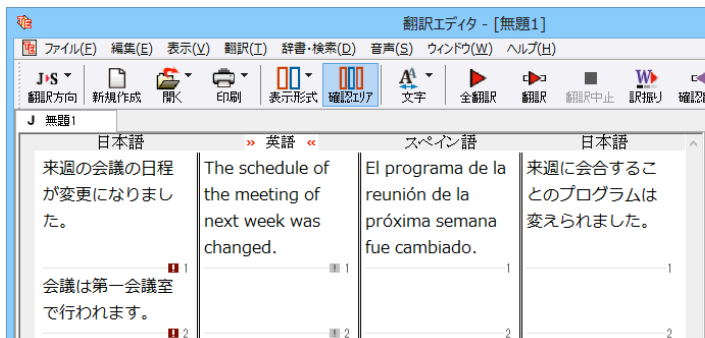 翻訳エディタ - [無題1]
ファイル(F) 編集(E) 表示(V) 翻訳(T) 辞書・検索(D) 音声(S) ウィンドウ(W) ヘルプ(H)
J▸S
翻訳方向 新規作成 開く 印刷 表示形式 確認エリア 文字 全翻訳 翻訳 翻訳中止 訳振り
J 無題1
日本語 » 英語 « スペイン語 日本語
来週の会議の日程
が変更になりまし
た。
1
The schedule of
the meeting of
next week was
changed.
1
El programa de la
reunión de la
próxima semana
fue cambiado.
1
来週に会合するこ
とのプログラムは
変えられました。
1
会議は第一会議室
で行われます。
2
2
2
2